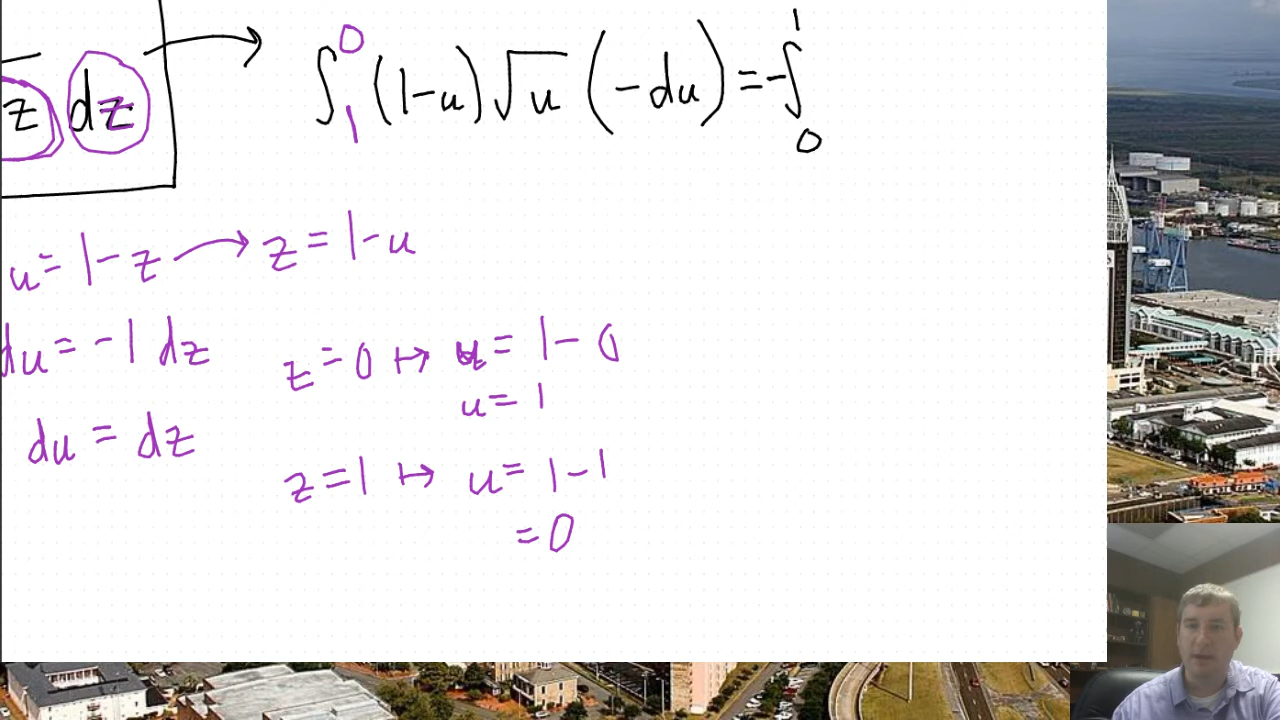 z dz → ∫₁⁰ (1-u)√u (-du) = -∫₀¹
u = 1-z → z = 1-u
du = -1 dz
z = 0 ↦ u = 1-0
u = 1
du = dz
z = 1 ↦ u = 1-1
= 0